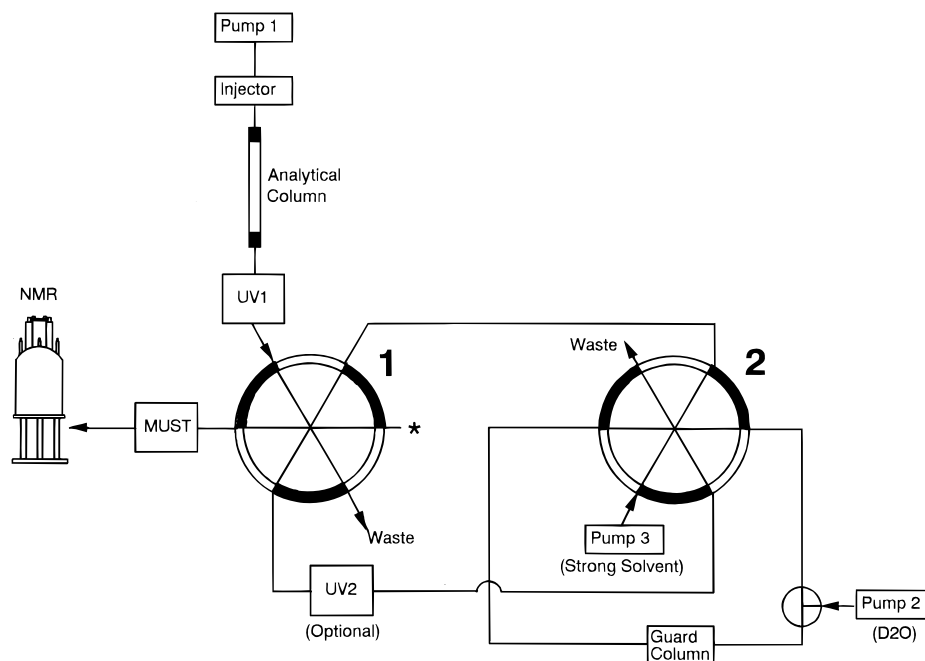 Pump 1
Injector
Analytical
Column
UV1
NMR
1
2
Waste
MUST
*
Waste
Pump 3
(Strong Solvent)
UV2
(Optional)
Pump 2
(D2O)
Guard
Column